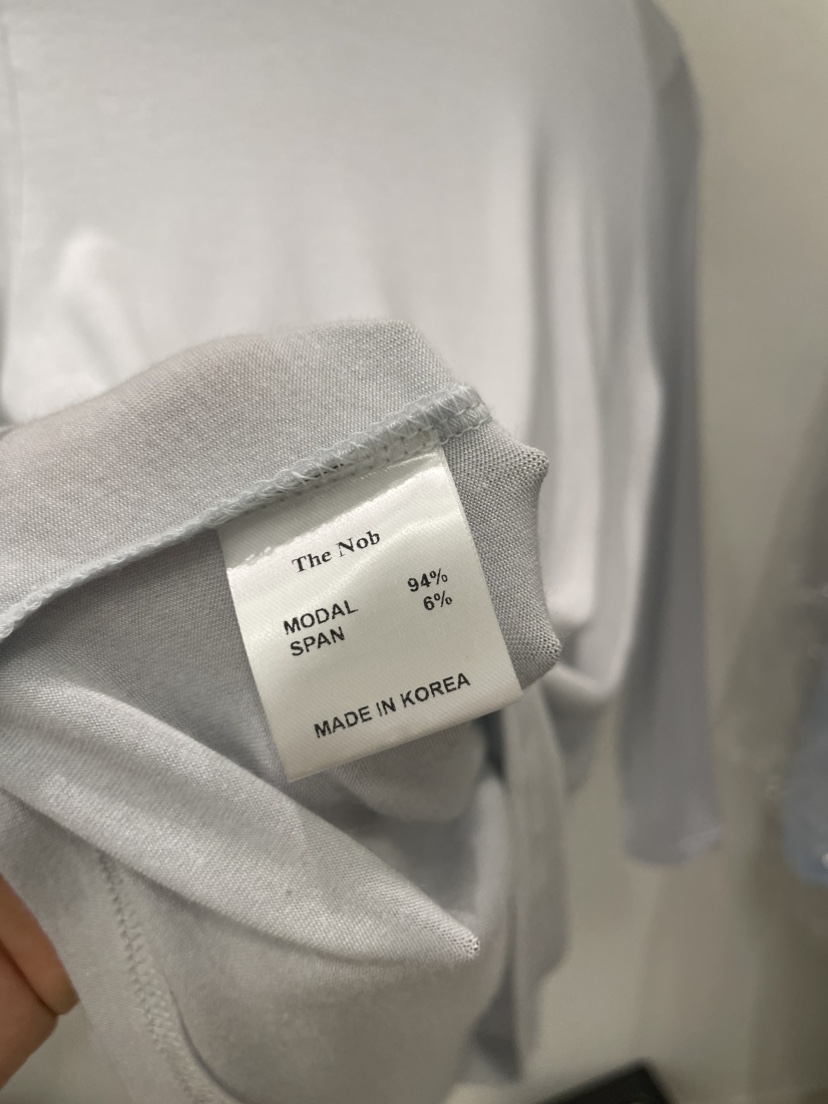 The Nob
MODAL 94%
SPAN 6%
MADE IN KOREA